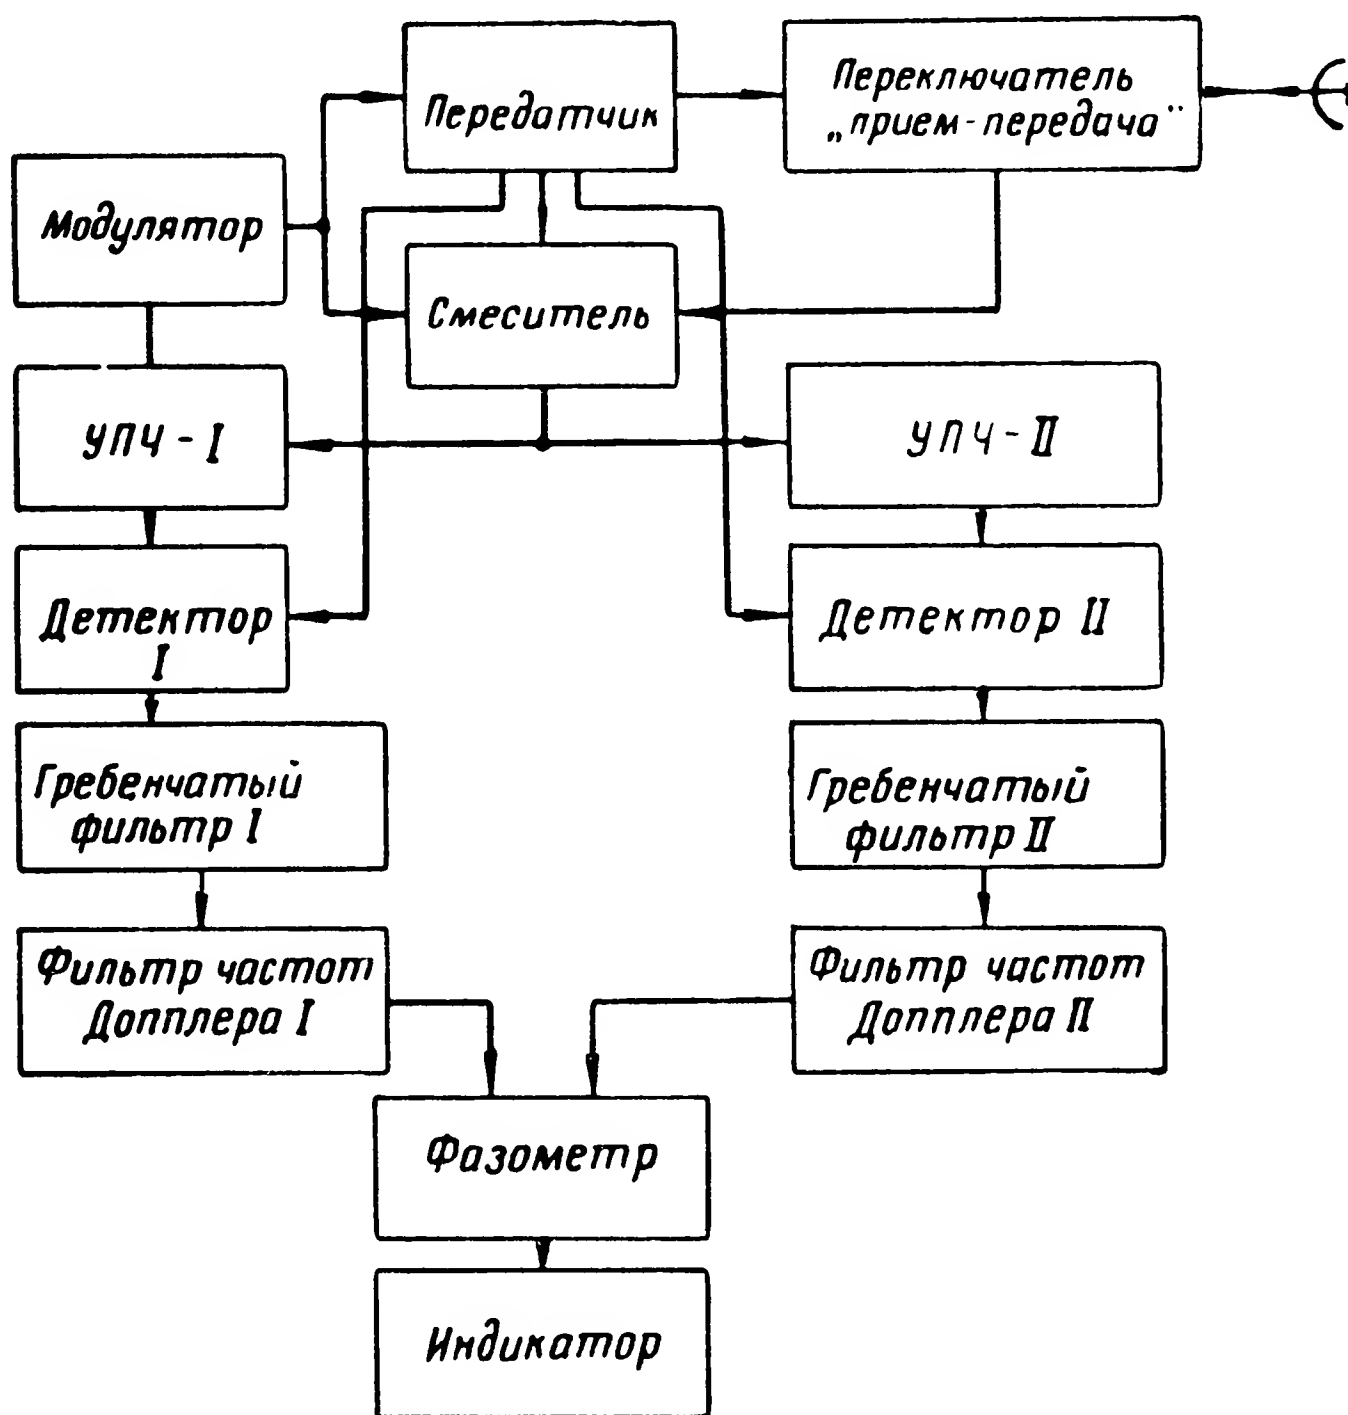 Передатчик
Переключатель
„прием-передача"
Модулятор
Смеситель
УПЧ-I
УПЧ-II
Детектор
I
Детектор II
Гребенчатый
фильтр I
Гребенчатый
фильтр II
Фильтр частот
Допплера I
Фильтр частот
Допплера II
Фазометр
Индикатор